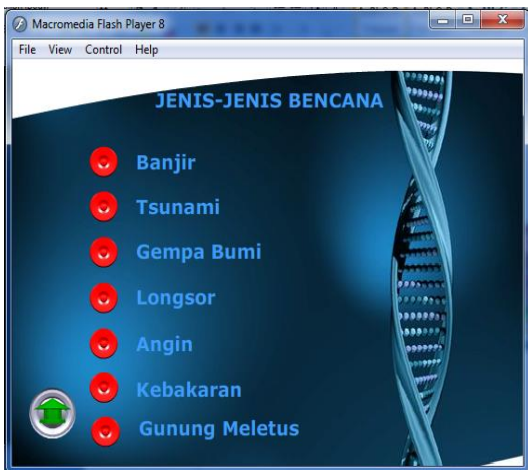 Macromedia Flash Player 8
File View Control Help
JENIS-JENIS BENCANA
Banjir
Tsunami
Gempa Bumi
Longsor
Angin
Kebakaran
Gunung Meletus